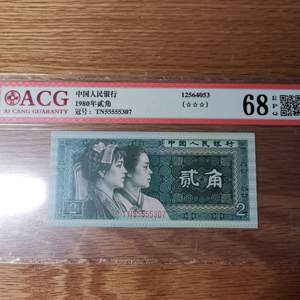 ACG
AI CANG GUARANTY
中国人民银行
1980年贰角
冠号：TN55555307
12564053
(☆☆☆)
68 EPQ
中国人民银行
贰角
TN55555307
2
2